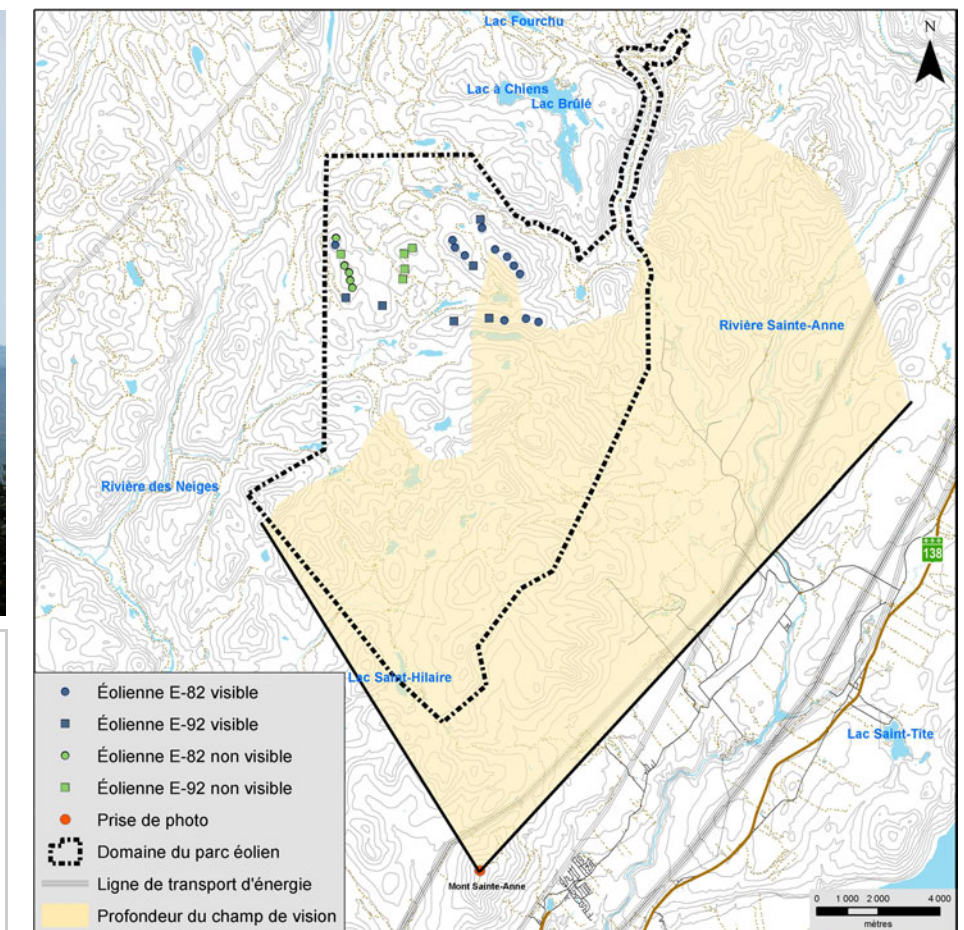 Lac Fourchu
N
Lac à Chiens
Lac Brûlé
Rivière Sainte-Anne
Rivière des Neiges
138
Lac Saint-Hilaire
Lac Saint-Tite
Mont Sainte-Anne
Éolienne E-82 visible
Éolienne E-92 visible
Éolienne E-82 non visible
Éolienne E-92 non visible
Prise de photo
Domaine du parc éolien
Ligne de transport d'énergie
Profondeur du champ de vision
0 1 000 2 000 4 000
mètres